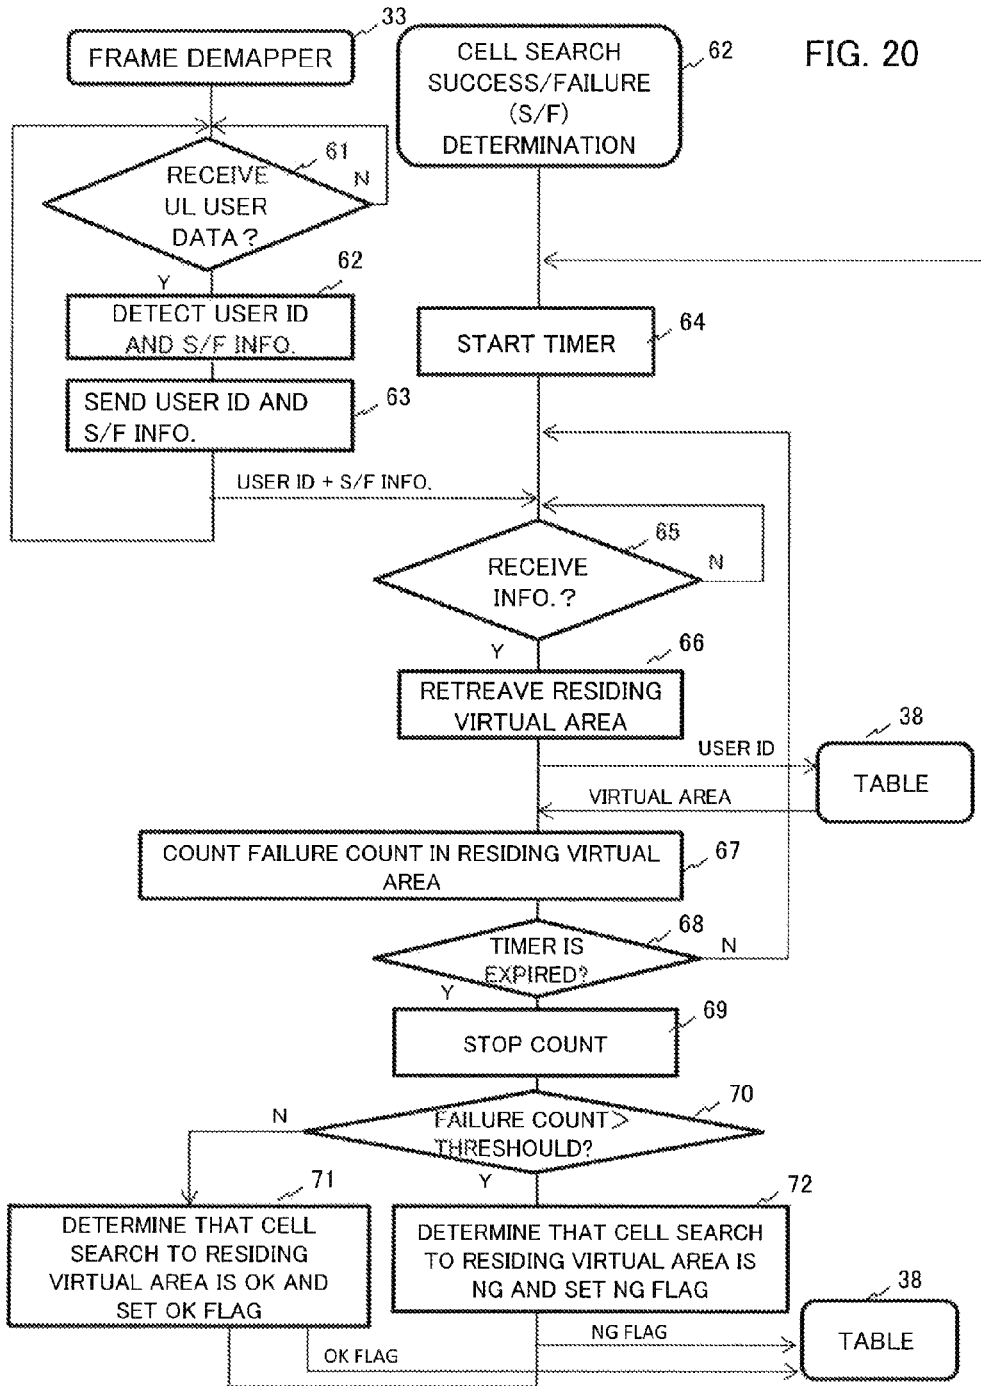 FIG. 20
33
FRAME DEMAPPER
61
RECEIVE
UL USER
DATA?
N
Y
62
DETECT USER ID
AND S/F INFO.
63
SEND USER ID AND
S/F INFO.
USER ID + S/F INFO.
62
CELL SEARCH
SUCCESS/FAILURE
(S/F)
DETERMINATION
64
START TIMER
65
RECEIVE
INFO.?
N
Y
66
RETREAVE RESIDING
VIRTUAL AREA
USER ID
38
TABLE
VIRTUAL AREA
67
COUNT FAILURE COUNT IN RESIDING VIRTUAL
AREA
68
TIMER IS
EXPIRED?
N
Y
69
STOP COUNT
70
FAILURE COUNT>
THRESHOULD?
N
Y
71
DETERMINE THAT CELL
SEARCH TO RESIDING
VIRTUAL AREA IS OK AND
SET OK FLAG
72
DETERMINE THAT CELL SEARCH
TO RESIDING VIRTUAL AREA IS
NG AND SET NG FLAG
NG FLAG
OK FLAG
38
TABLE